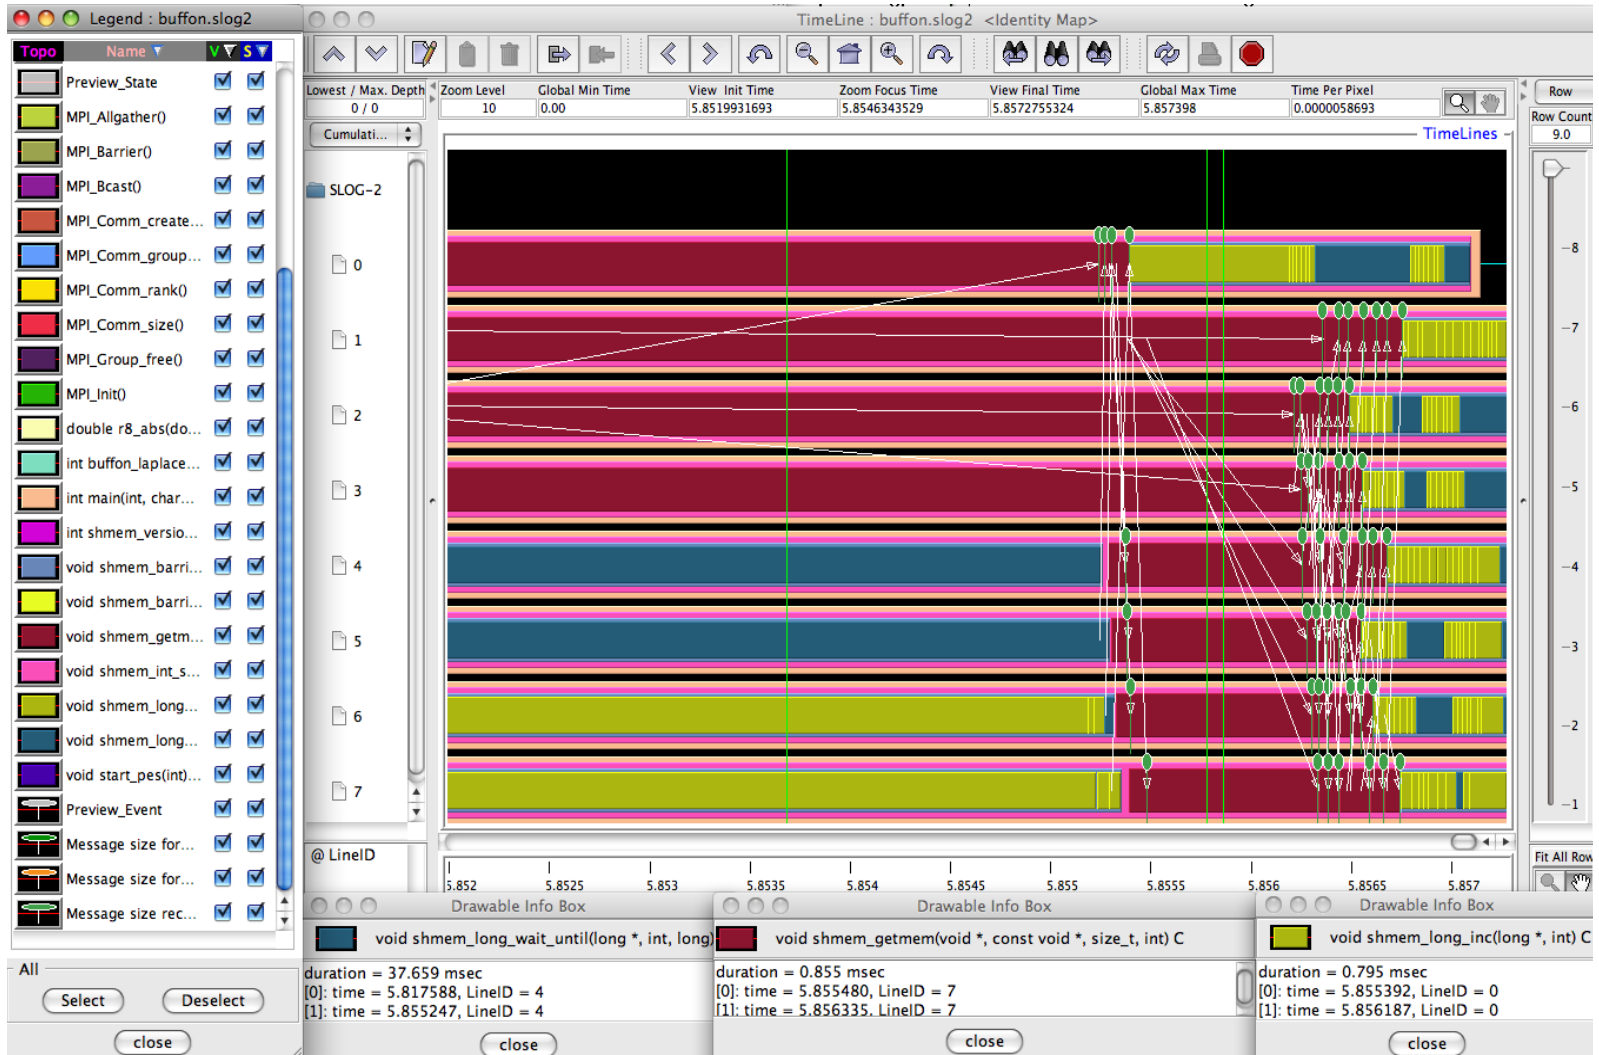 Legend : buffon.slog2
Topo Name V S
Preview_State
MPI_Allgather()
MPI_Barrier()
MPI_Bcast()
MPI_Comm_create...
MPI_Comm_group...
MPI_Comm_rank()
MPI_Comm_size()
MPI_Group_free()
MPI_Init()
double r8_abs(do...
int buffon_laplace...
int main(int, char...
int shmem_versio...
void shmem_barri...
void shmem_barri...
void shmem_getm...
void shmem_int_s...
void shmem_long...
void shmem_long...
void start_pes(int)...
Preview_Event
Message size for...
Message size for...
Message size rec...
All
Select Deselect
close
TimeLine : buffon.slog2 <Identity Map>
Lowest / Max. Depth Zoom Level Global Min Time View Init Time Zoom Focus Time View Final Time Global Max Time Time Per Pixel
0 / 0 10 0.00 5.8519931693 5.8546343529 5.8572755324 5.857398 0.0000058693
Row
Row Count
9.0
Cumulati...
TimeLines
SLOG-2
0
1
2
3
4
5
6
7
8
7
6
5
4
3
2
1
@ LineID
Fit All Row
5.852 5.8525 5.853 5.8535 5.854 5.8545 5.855 5.8555 5.856 5.8565 5.857
Drawable Info Box
void shmem_long_wait_until(long *, int, long)
duration = 37.659 msec
[0]: time = 5.817588, LineID = 4
[1]: time = 5.855247, LineID = 4
close
Drawable Info Box
void shmem_getmem(void *, const void *, size_t, int) C
duration = 0.855 msec
[0]: time = 5.855480, LineID = 7
[1]: time = 5.856335, LineID = 7
close
Drawable Info Box
void shmem_long_inc(long *, int) C
duration = 0.795 msec
[0]: time = 5.855392, LineID = 0
[1]: time = 5.856187, LineID = 0
close